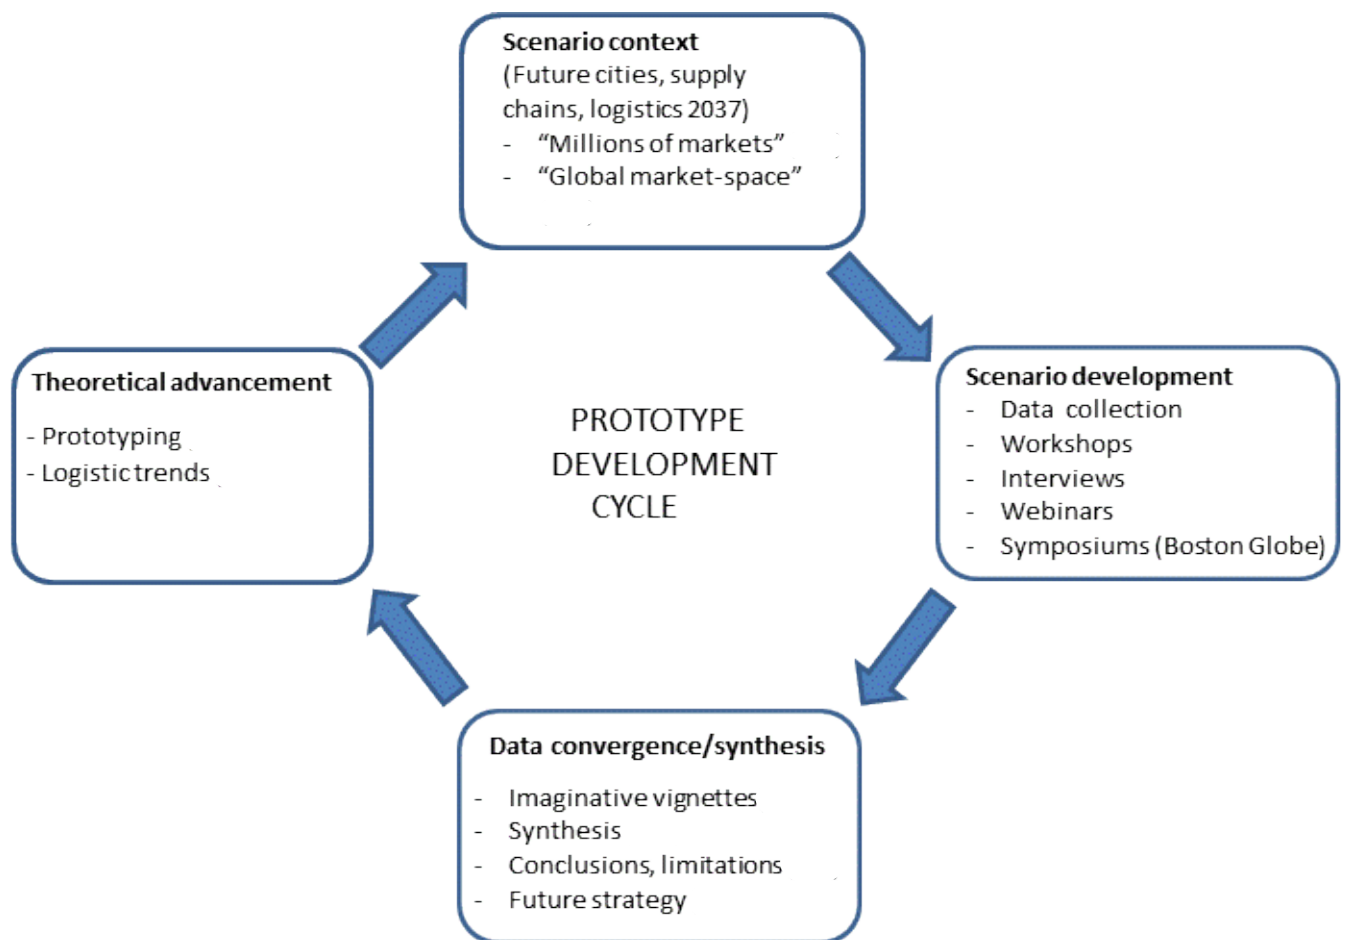 Scenario context
(Future cities, supply
chains, logistics 2037)
- “Millions of markets”
- “Global market-space”
Theoretical advancement
- Prototyping
- Logistic trends
PROTOTYPE
DEVELOPMENT
CYCLE
Scenario development
- Data collection
- Workshops
- Interviews
- Webinars
- Symposiums (Boston Globe)
Data convergence/synthesis
- Imaginative vignettes
- Synthesis
- Conclusions, limitations
- Future strategy